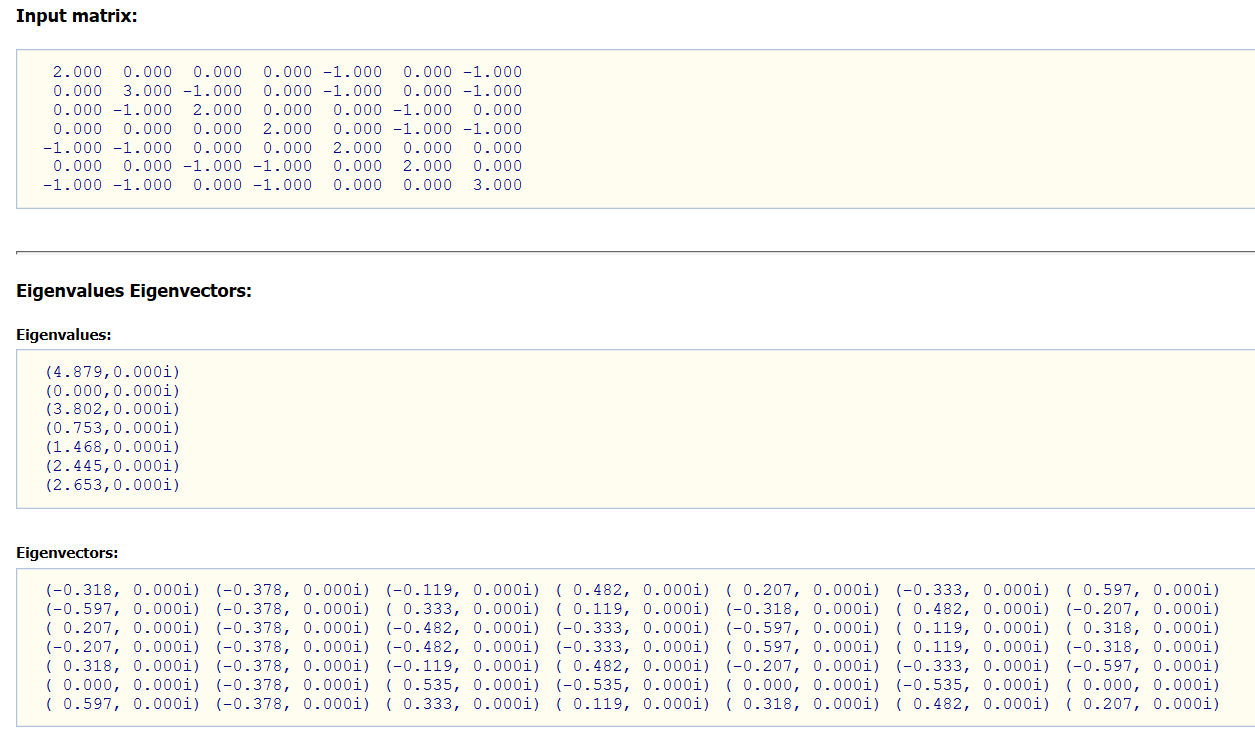 Input matrix:
2.000 0.000 0.000 0.000 -1.000 0.000 -1.000
0.000 3.000 -1.000 0.000 -1.000 0.000 -1.000
0.000 -1.000 2.000 0.000 0.000 -1.000 0.000
0.000 0.000 0.000 2.000 0.000 -1.000 -1.000
-1.000 -1.000 0.000 0.000 2.000 0.000 0.000
0.000 0.000 -1.000 -1.000 0.000 2.000 0.000
-1.000 -1.000 0.000 -1.000 0.000 0.000 3.000
Eigenvalues Eigenvectors:
Eigenvalues:
(4.879,0.000i)
(0.000,0.000i)
(3.802,0.000i)
(0.753,0.000i)
(1.468,0.000i)
(2.445,0.000i)
(2.653,0.000i)
Eigenvectors:
(-0.318, 0.000i) (-0.378, 0.000i) (-0.119, 0.000i) ( 0.482, 0.000i) ( 0.207, 0.000i) (-0.333, 0.000i) ( 0.597, 0.000i)
(-0.597, 0.000i) (-0.378, 0.000i) ( 0.333, 0.000i) ( 0.119, 0.000i) (-0.318, 0.000i) ( 0.482, 0.000i) (-0.207, 0.000i)
( 0.207, 0.000i) (-0.378, 0.000i) (-0.482, 0.000i) (-0.333, 0.000i) (-0.597, 0.000i) ( 0.119, 0.000i) ( 0.318, 0.000i)
(-0.207, 0.000i) (-0.378, 0.000i) (-0.482, 0.000i) (-0.333, 0.000i) ( 0.597, 0.000i) ( 0.119, 0.000i) (-0.318, 0.000i)
( 0.318, 0.000i) (-0.378, 0.000i) (-0.119, 0.000i) ( 0.482, 0.000i) (-0.207, 0.000i) (-0.333, 0.000i) (-0.597, 0.000i)
( 0.000, 0.000i) (-0.378, 0.000i) ( 0.535, 0.000i) (-0.535, 0.000i) ( 0.000, 0.000i) (-0.535, 0.000i) ( 0.000, 0.000i)
( 0.597, 0.000i) (-0.378, 0.000i) ( 0.333, 0.000i) ( 0.119, 0.000i) ( 0.318, 0.000i) ( 0.482, 0.000i) ( 0.207, 0.000i)